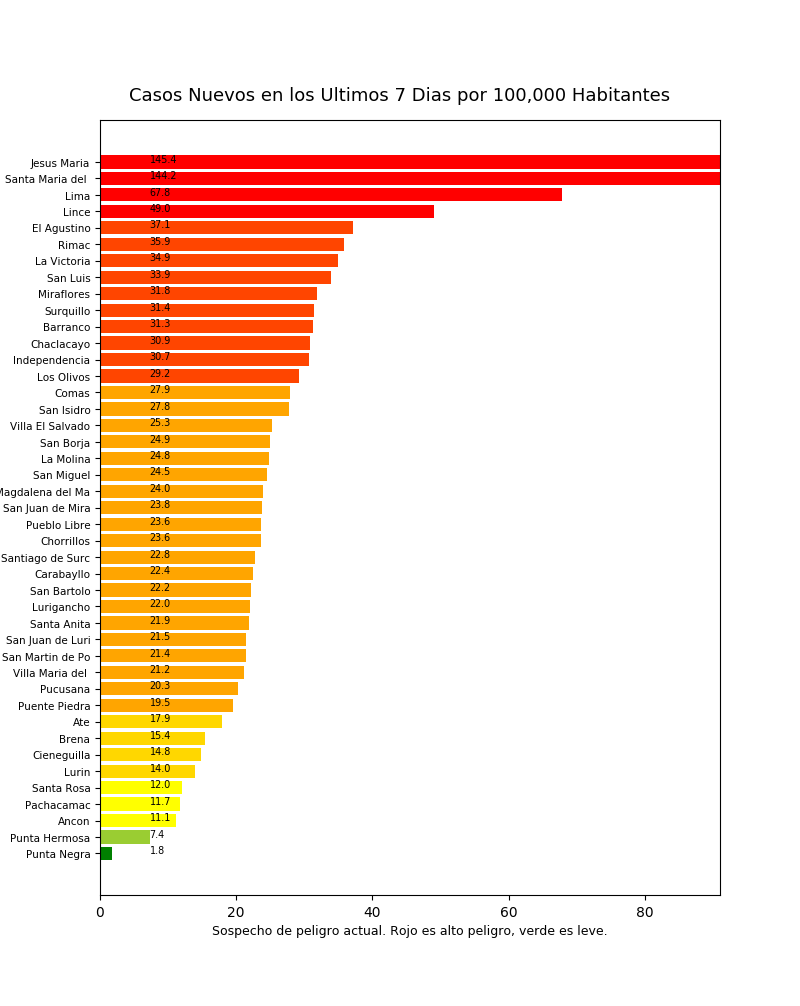 Casos Nuevos en los Ultimos 7 Dias por 100,000 Habitantes
Jesus Maria 145.4
Santa Maria del 144.2
Lima 67.8
Lince 49.0
El Agustino 37.1
Rimac 35.9
La Victoria 34.9
San Luis 33.9
Miraflores 31.8
Surquillo 31.4
Barranco 31.3
Chaclacayo 30.9
Independencia 30.7
Los Olivos 29.2
Comas 27.9
San Isidro 27.8
Villa El Salvado 25.3
San Borja 24.9
La Molina 24.8
San Miguel 24.5
Magdalena del Ma 24.0
San Juan de Mira 23.8
Pueblo Libre 23.6
Chorrillos 23.6
Santiago de Surc 22.8
Carabayllo 22.4
San Bartolo 22.2
Lurigancho 22.0
Santa Anita 21.9
San Juan de Luri 21.5
San Martin de Po 21.4
Villa Maria del 21.2
Pucusana 20.3
Puente Piedra 19.5
Ate 17.9
Brena 15.4
Cieneguilla 14.8
Lurin 14.0
Santa Rosa 12.0
Pachacamac 11.7
Ancon 11.1
Punta Hermosa 7.4
Punta Negra 1.8
0 20 40 60 80
Sospecho de peligro actual. Rojo es alto peligro, verde es leve.